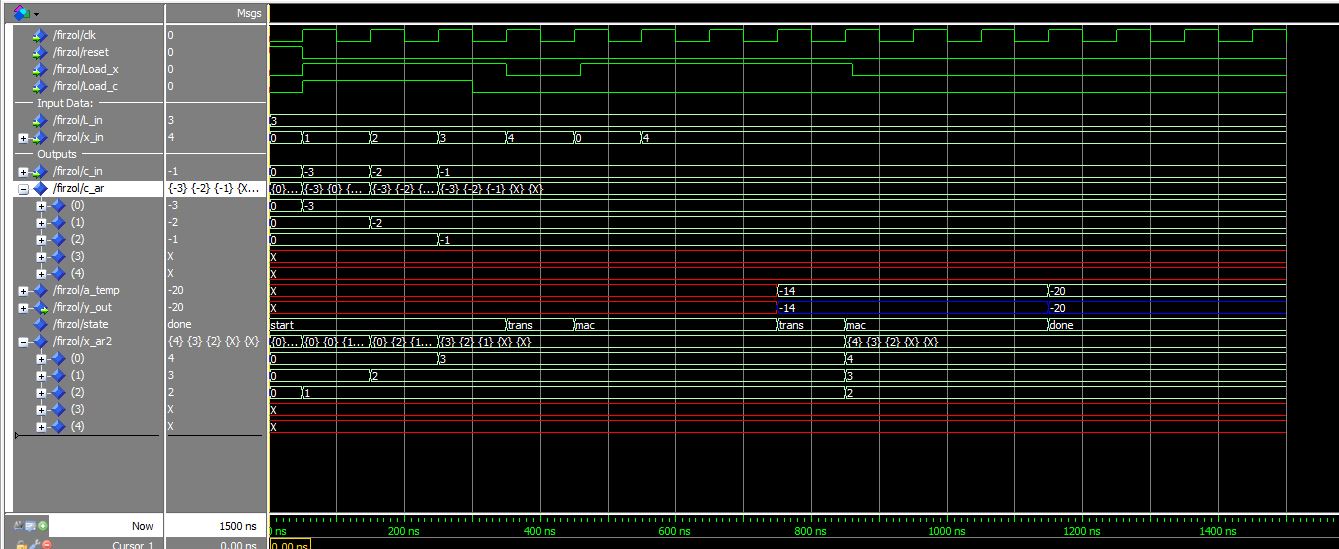 Msgs
/firzol/clk 0
/firzol/reset 0
/firzol/Load_x 0
/firzol/Load_c 0
Input Data:
/firzol/L_in 3 3
/firzol/x_in 4 0 1 2 3 4 0 4
Outputs
/firzol/c_in -1 0 -3 -2 -1
/firzol/c_ar {-3} {-2} {-1} {X... {0}... {-3} {0} {... {-3} {-2} {... {-3} {-2} {-1} {X} {X}
(0) -3 0 -3
(1) -2 0 -2
(2) -1 0 -1
(3) X X
(4) X X
/firzol/a_temp -20 X -14 -20
/firzol/y_out -20 X -14 -20
/firzol/state done start trans mac trans mac done
/firzol/x_ar2 {4} {3} {2} {X} {X} {0}... {0} {0} {1... {0} {2} {1... {3} {2} {1} {X} {X} {4} {3} {2} {X} {X}
(0) 4 0 3 4
(1) 3 0 2 3
(2) 2 0 1 2
(3) X X
(4) X X
Now 1500 ns 0 ns 200 ns 400 ns 600 ns 800 ns 1000 ns 1200 ns 1400 ns
Cursor 1 0.00 ns 0.00 ns